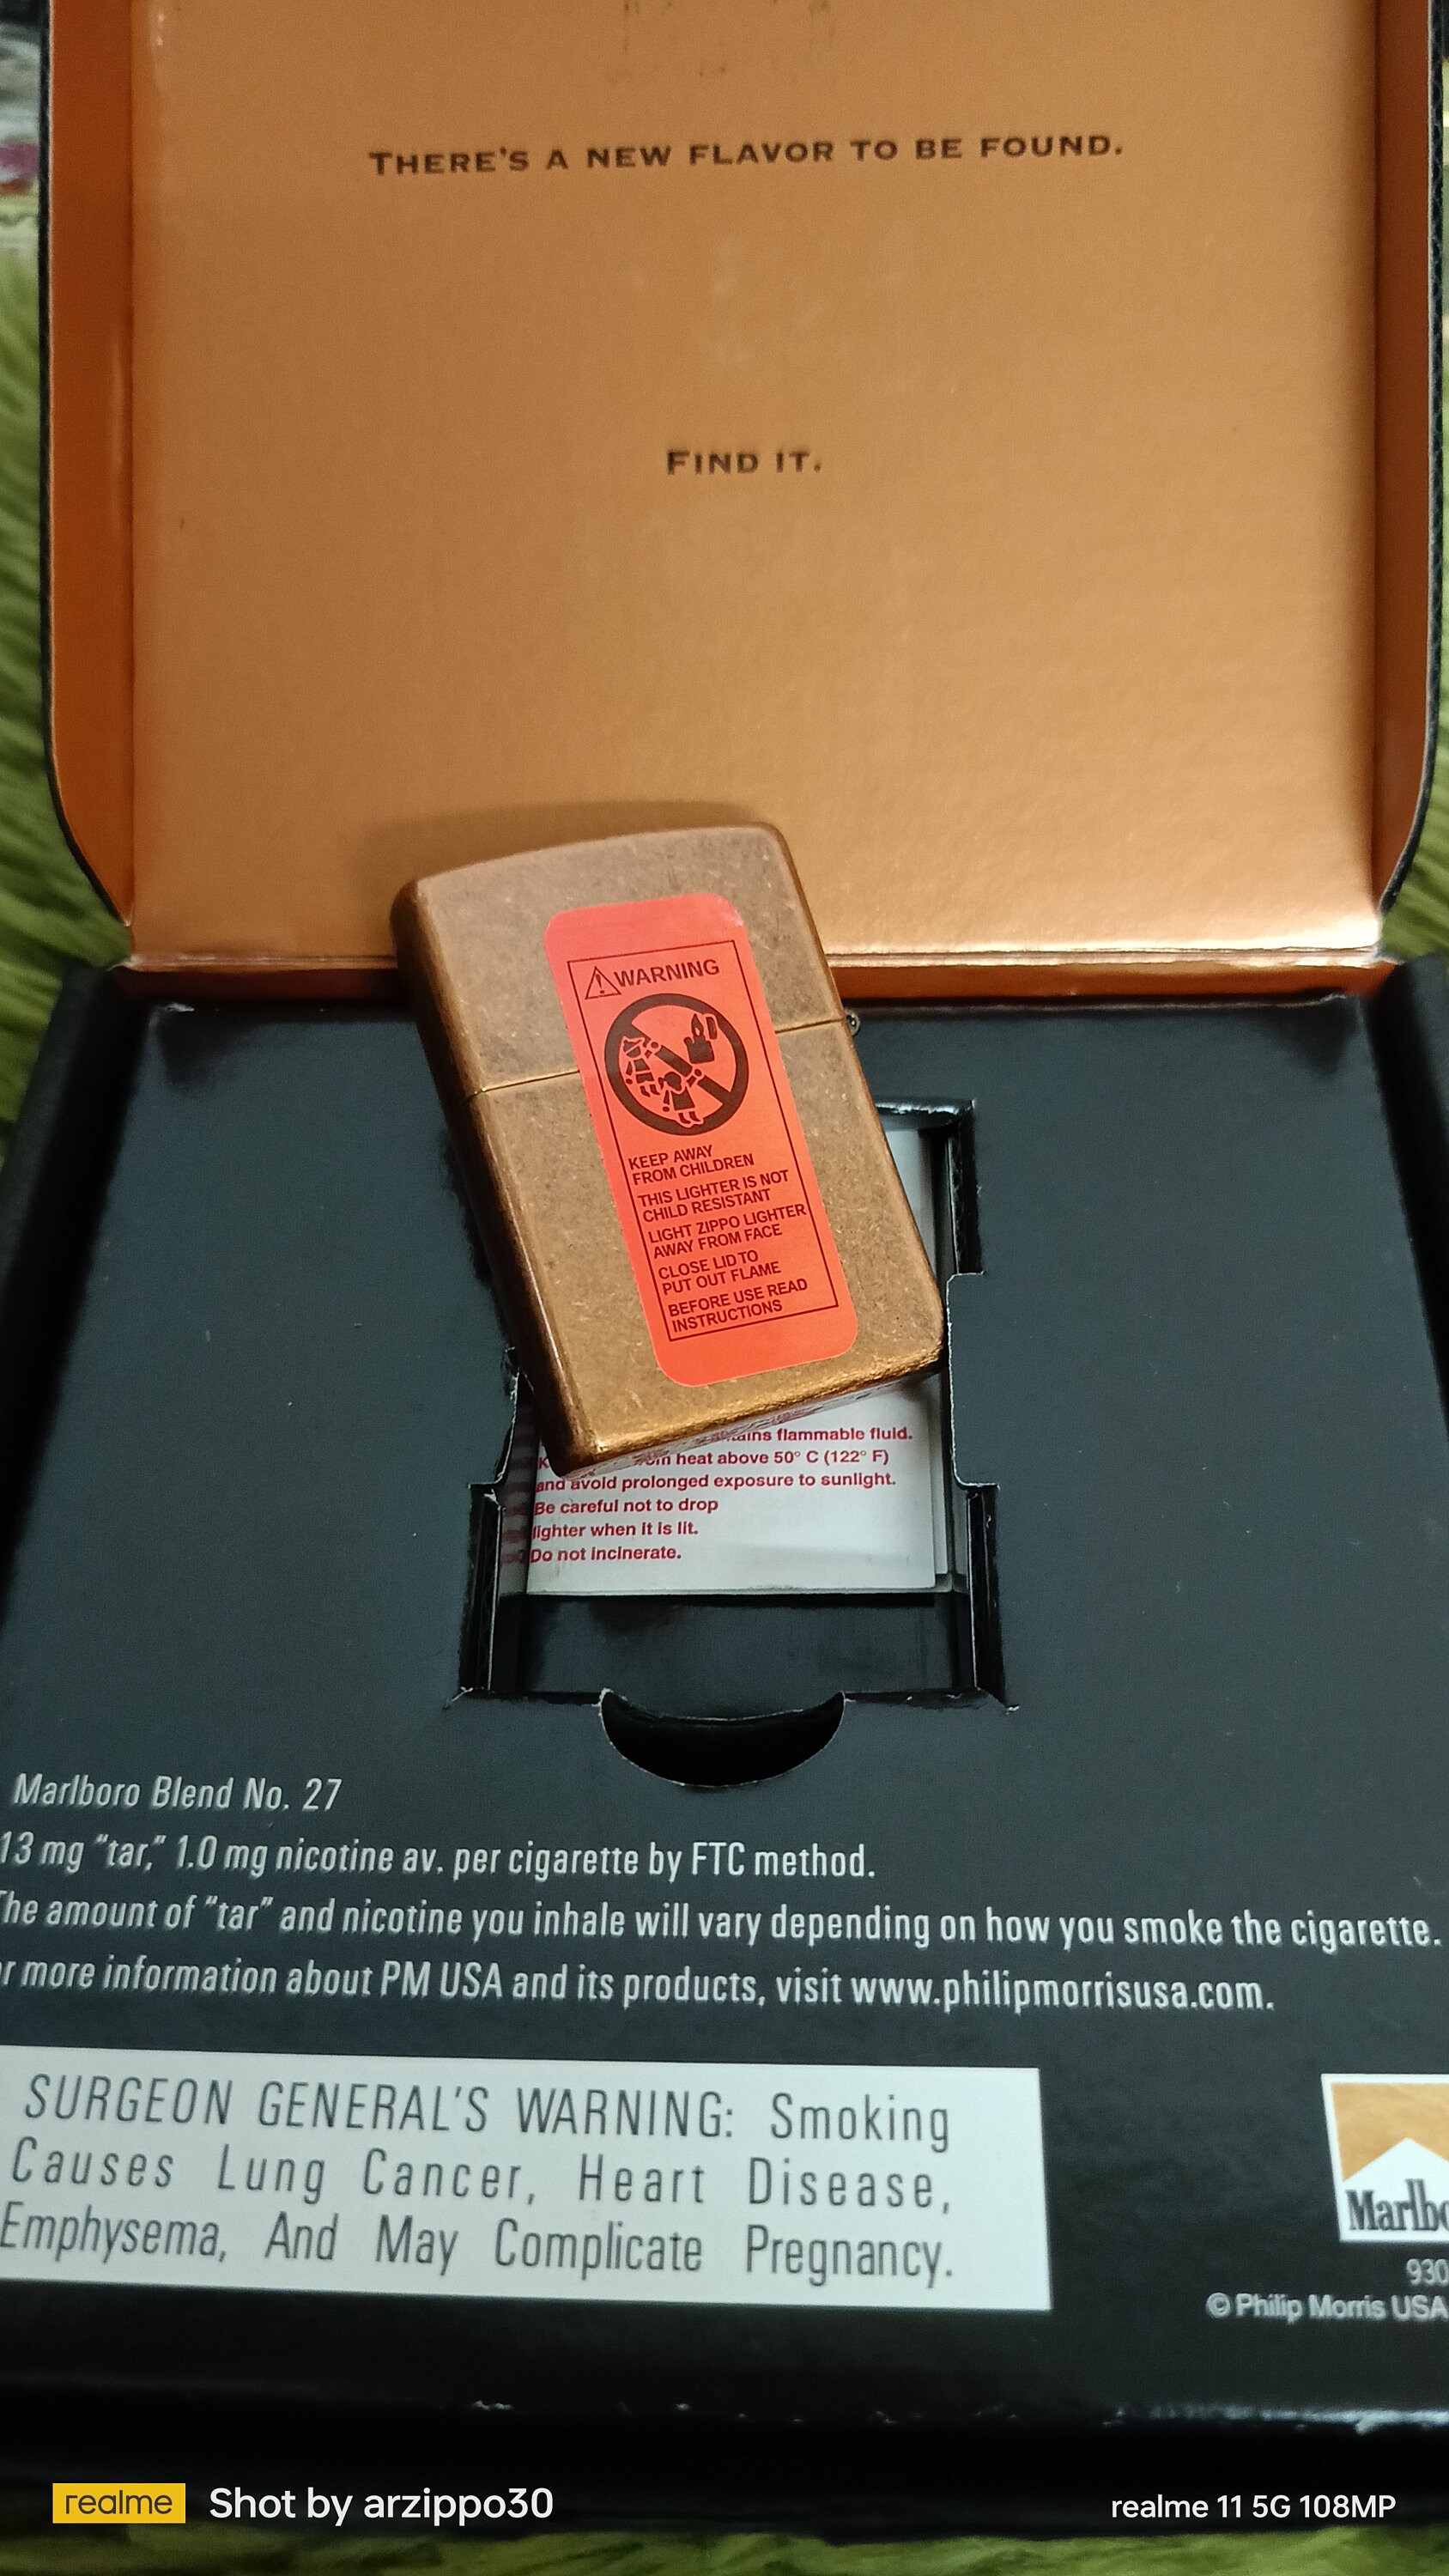 THERE'S A NEW FLAVOR TO BE FOUND.
FIND IT.
WARNING
KEEP AWAY
FROM CHILDREN
THIS LIGHTER IS NOT
CHILD RESISTANT
LIGHT ZIPPO LIGHTER
AWAY FROM FACE
CLOSE LID TO
PUT OUT FLAME
BEFORE USE READ
INSTRUCTIONS
flammable fluid.
heat above 50° C (122° F)
and avoid prolonged exposure to sunlight.
Be careful not to drop
lighter when it is lit.
Do not incinerate.
Marlboro Blend No. 27
13 mg "tar," 1.0 mg nicotine av. per cigarette by FTC method.
The amount of "tar" and nicotine you inhale will vary depending on how you smoke the cigarette.
more information about PM USA and its products, visit www.philipmorrisusa.com.
SURGEON GENERAL'S WARNING: Smoking
Causes Lung Cancer, Heart Disease,
Emphysema, And May Complicate Pregnancy.
Marlbo
930
© Philip Morris USA
realme Shot by arzippo30
realme 11 5G 108MP